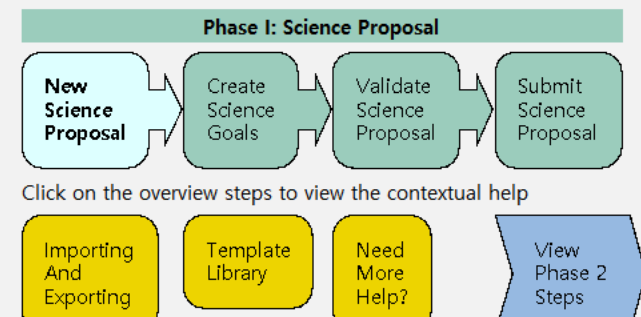 Phase I: Science Proposal
New
Science
Proposal
Create
Science
Goals
Validate
Science
Proposal
Submit
Science
Proposal
Click on the overview steps to view the contextual help
Importing
And
Exporting
Template
Library
Need
More
Help?
View
Phase 2
Steps